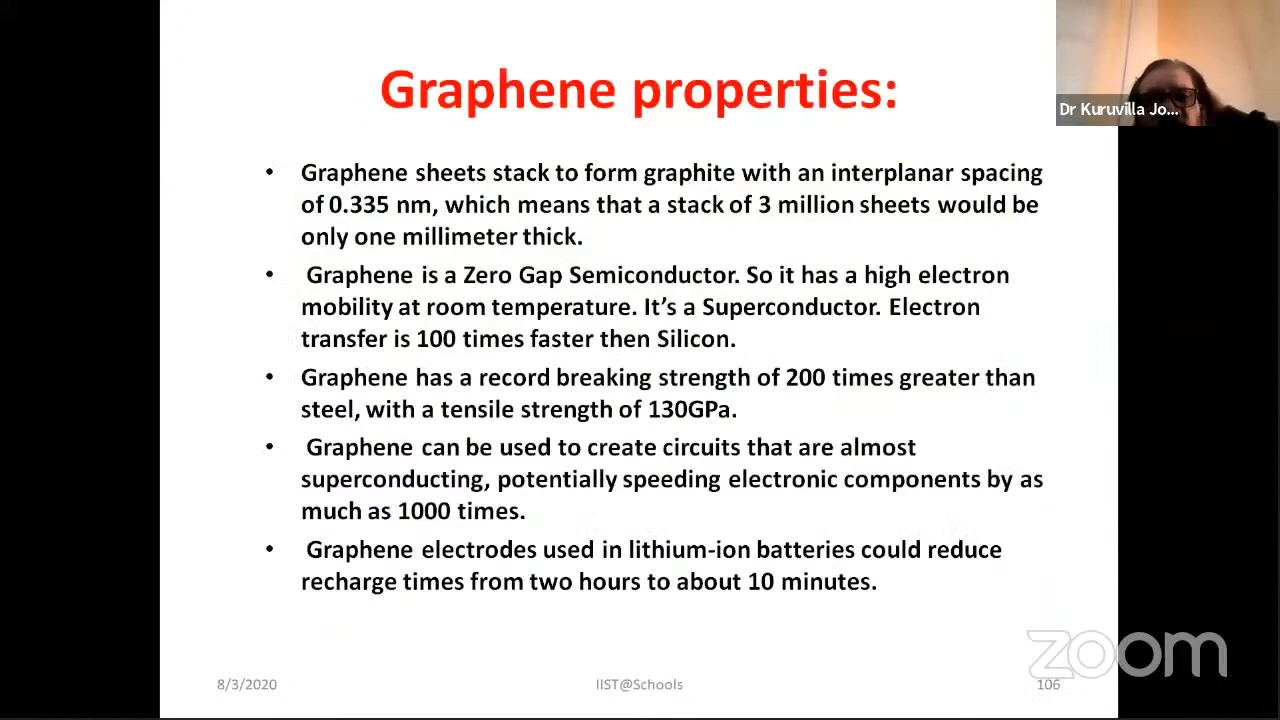 Graphene properties:
Dr Kuruvilla Jo...
• Graphene sheets stack to form graphite with an interplanar spacing
of 0.335 nm, which means that a stack of 3 million sheets would be
only one millimeter thick.
• Graphene is a Zero Gap Semiconductor. So it has a high electron
mobility at room temperature. It’s a Superconductor. Electron
transfer is 100 times faster then Silicon.
• Graphene has a record breaking strength of 200 times greater than
steel, with a tensile strength of 130GPa.
• Graphene can be used to create circuits that are almost
superconducting, potentially speeding electronic components by as
much as 1000 times.
• Graphene electrodes used in lithium-ion batteries could reduce
recharge times from two hours to about 10 minutes.
zoom
8/3/2020 IIST@Schools 106